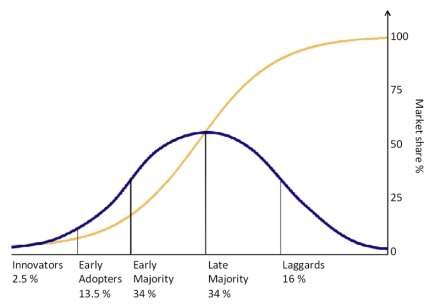 100
75
50
25
0
Market share %
Innovators
2.5 %
Early
Adopters
13.5 %
Early
Majority
34 %
Late
Majority
34 %
Laggards
16 %